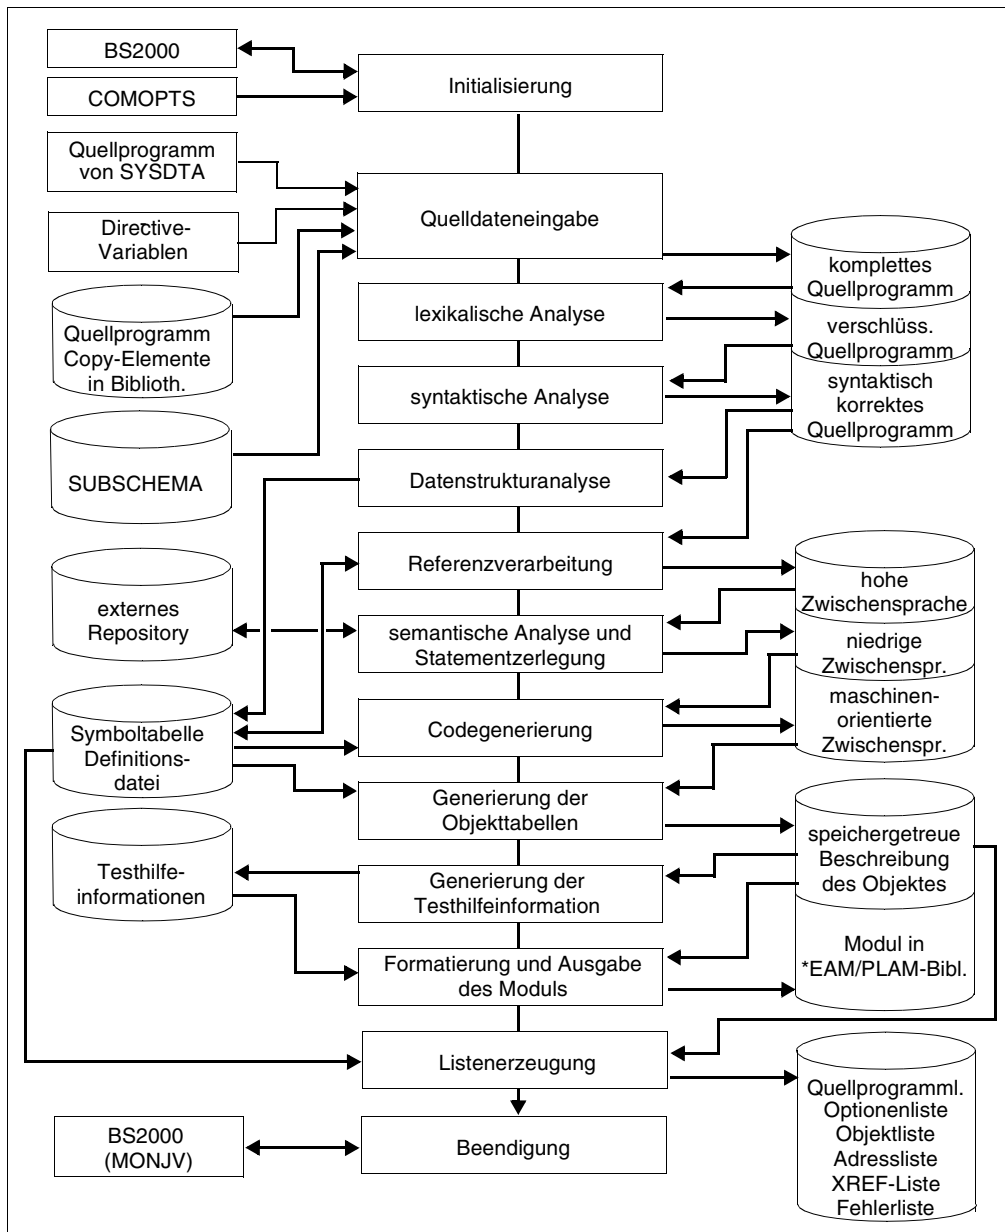 BS2000
COMOPTS
Quellprogramm
von SYSDTA
Directive-
Variablen
Quellprogramm
Copy-Elemente
in Biblioth.
SUBSCHEMA
externes
Repository
Symboltabelle
Definitions-
datei
Testhilfe-
informationen
BS2000
(MONJV)
Initialisierung
Quelldateneingabe
lexikalische Analyse
syntaktische Analyse
Datenstrukturanalyse
Referenzverarbeitung
semantische Analyse und
Statementzerlegung
Codegenerierung
Generierung der
Objekttabellen
Generierung der
Testhilfeinformation
Formatierung und Ausgabe
des Moduls
Listenerzeugung
Beendigung
komplettes
Quellprogramm
verschlüss.
Quellprogramm
syntaktisch
korrektes
Quellprogramm
hohe
Zwischensprache
niedrige
Zwischenspr.
maschinen-
orientierte
Zwischenspr.
speichergetreue
Beschreibung
des Objektes
Modul in
*EAM/PLAM-Bibl.
Quellprogramml.
Optionenliste
Objektliste
Adressliste
XREF-Liste
Fehlerliste